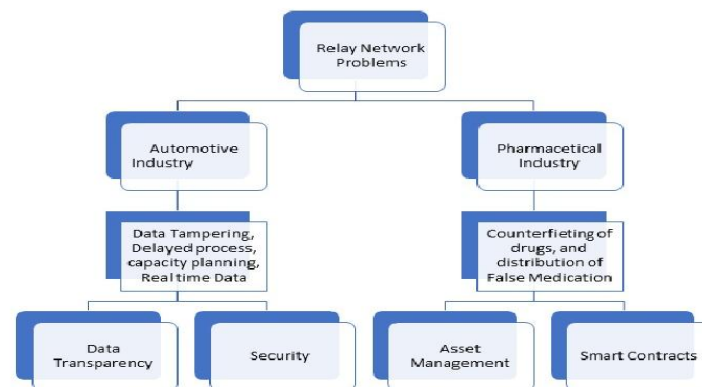 Relay Network
Problems
Automotive
Industry
Pharmacetical
Industry
Data Tampering,
Delayed process,
capacity planning,
Real time Data
Counterfieting of
drugs, and
distribution of
False Medication
Data
Transparency
Security
Asset
Management
Smart Contracts